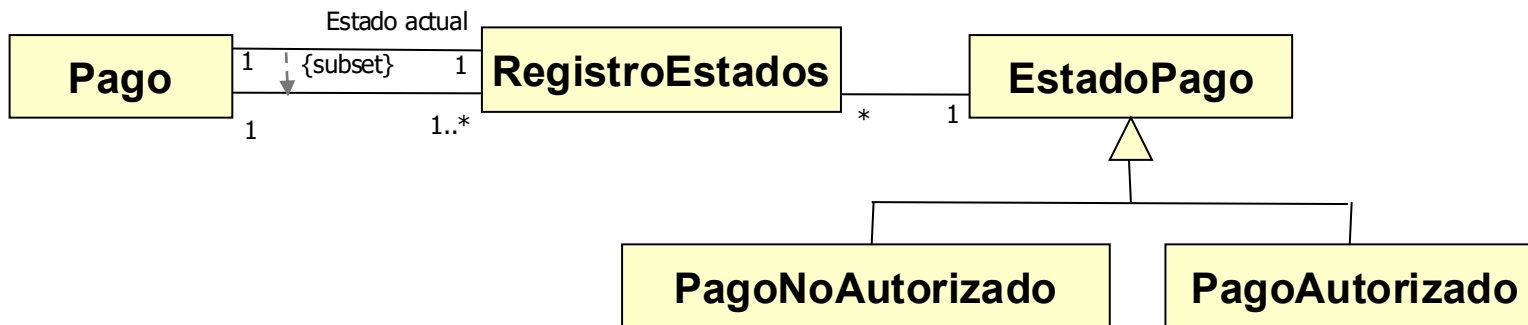 Estado actual
Pago
1
{subset}
1
RegistroEstados
EstadoPago
1
1..*
*
1
PagoNoAutorizado
PagoAutorizado